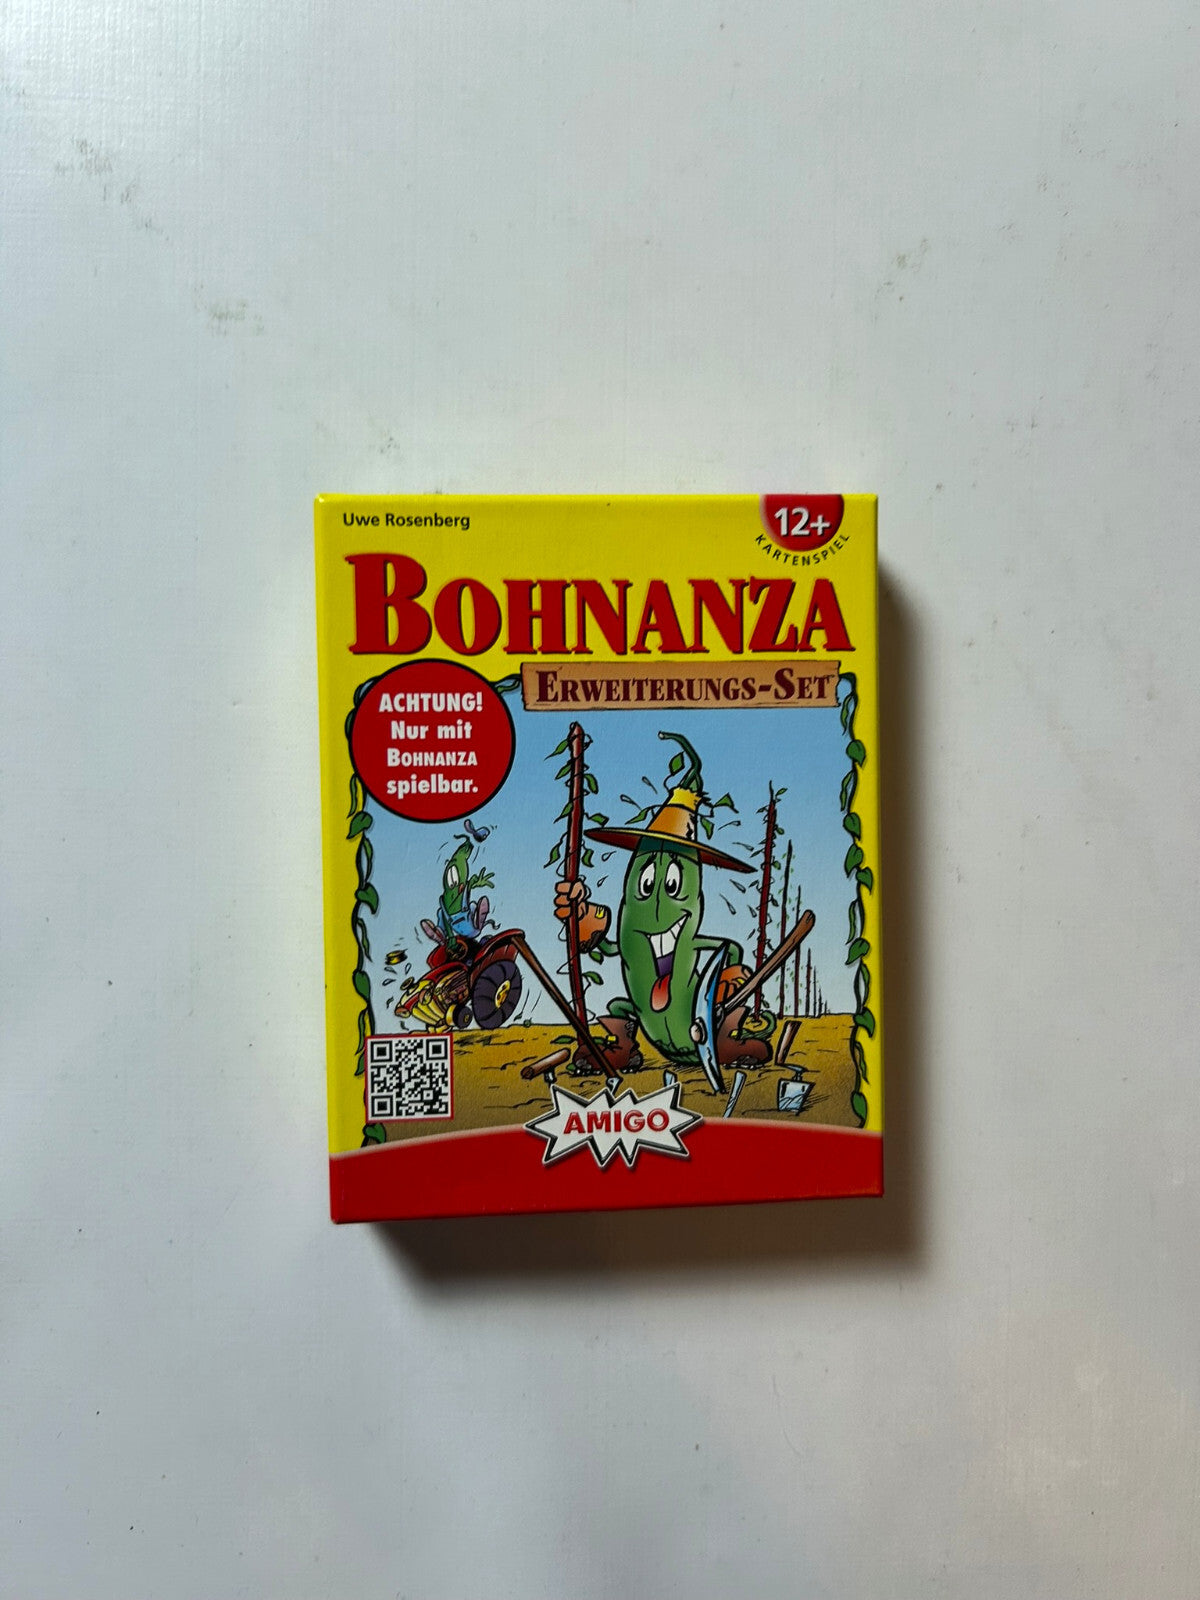 Uwe Rosenberg
12+
KARTENSPIEL
BOHNANZA
ERWEITERUNGS-SET
ACHTUNG!
Nur mit
BOHNANZA
spielbar.
AMIGO